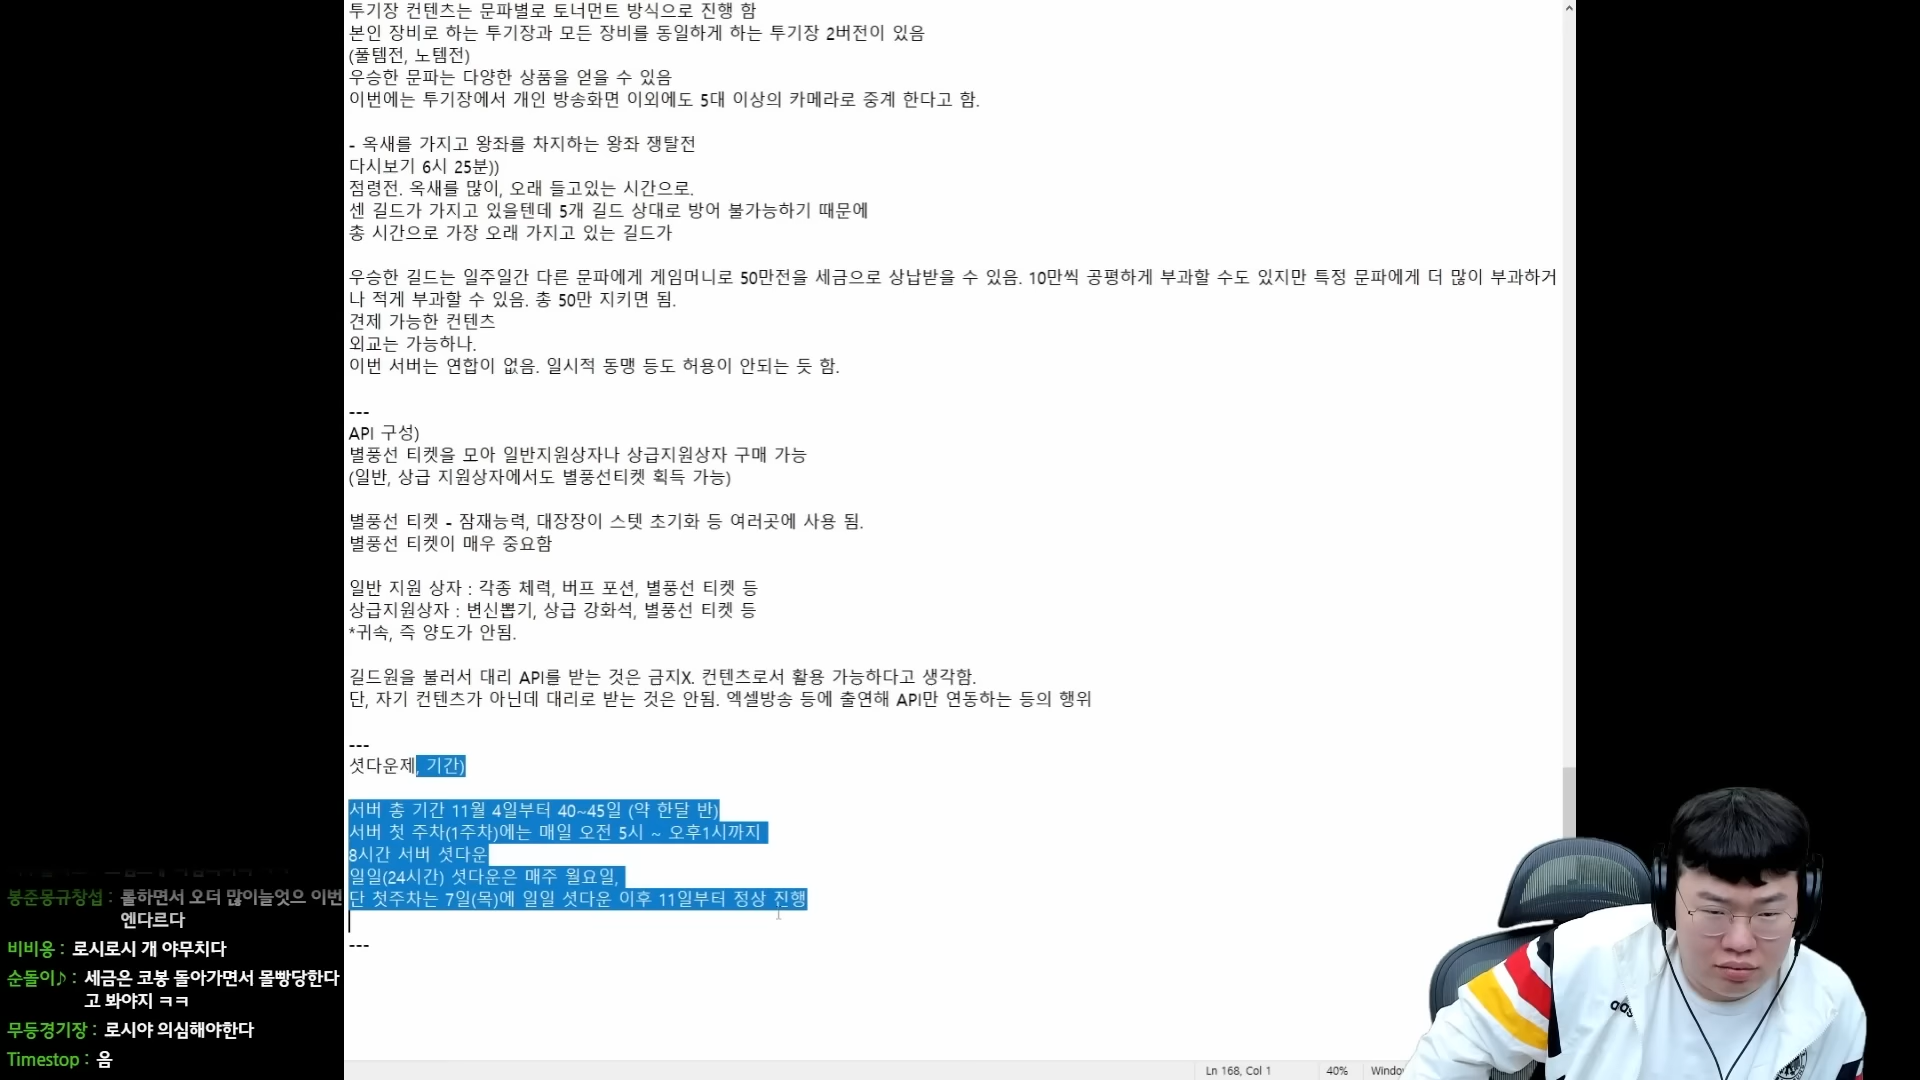 투기장 컨텐츠는 문파별로 토너먼트 방식으로 진행 함
본인 장비로 하는 투기장과 모든 장비를 동일하게 하는 투기장 2버전이 있음
(풀템전, 노템전)
우승한 문파는 다양한 상품을 얻을 수 있음
이번에는 투기장에서 개인 방송화면 이외에도 5대 이상의 카메라로 중계 한다고 함.
- 옥새를 가지고 왕좌를 차지하는 왕좌 쟁탈전
다시보기 6시 25분))
점령전. 옥새를 많이, 오래 들고있는 시간으로.
센 길드가 가지고 있을텐데 5개 길드 상대로 방어 불가능하기 때문에
총 시간으로 가장 오래 가지고 있는 길드가
우승한 길드는 일주일간 다른 문파에게 게임머니로 50만전을 세금으로 상납받을 수 있음. 10만씩 공평하게 부과할 수도 있지만 특정 문파에게 더 많이 부과하거
나 적게 부과할 수 있음. 총 50만 지키면 됨.
견제 가능한 컨텐츠
외교는 가능하나.
이번 서버는 연합이 없음. 일시적 동맹 등도 허용이 안되는 듯 함.
---
API 구성)
별풍선 티켓을 모아 일반지원상자나 상급지원상자 구매 가능
(일반, 상급 지원상자에서도 별풍선티켓 획득 가능)
별풍선 티켓 - 잠재능력, 대장장이 스텟 초기화 등 여러곳에 사용 됨.
별풍선 티켓이 매우 중요함
일반 지원 상자 : 각종 체력, 버프 포션, 별풍선 티켓 등
상급지원상자 : 변신뽑기, 상급 강화석, 별풍선 티켓 등
*귀속, 즉 양도가 안됨.
길드원을 불러서 대리 API를 받는 것은 금지X. 컨텐츠로서 활용 가능하다고 생각함.
단, 자기 컨텐츠가 아닌데 대리로 받는 것은 안됨. 엑셀방송 등에 출연해 API만 연동하는 등의 행위
---
셧다운제, 기간)
서버 총 기간 11월 4일부터 40~45일 (약 한달 반)
서버 첫 주차(1주차)에는 매일 오전 5시 ~ 오후1시까지
8시간 서버 셧다운
일일(24시간) 셧다운은 매주 월요일,
단 첫주차는 7일(목)에 일일 셧다운 이후 11일부터 정상 진행
---
봉준몽규창섭 : 롤하면서 오더 많이늘엇으 이번
엔다르다
비비웅 : 로시로시 개 야무치다
순돌이♪ : 세금은 코봉 돌아가면서 몰빵당한다
고 봐야지 ㅋㅋ
무등경기장 : 로시야 의심해야한다
Timestop : 음
Ln 168, Col 1
40%